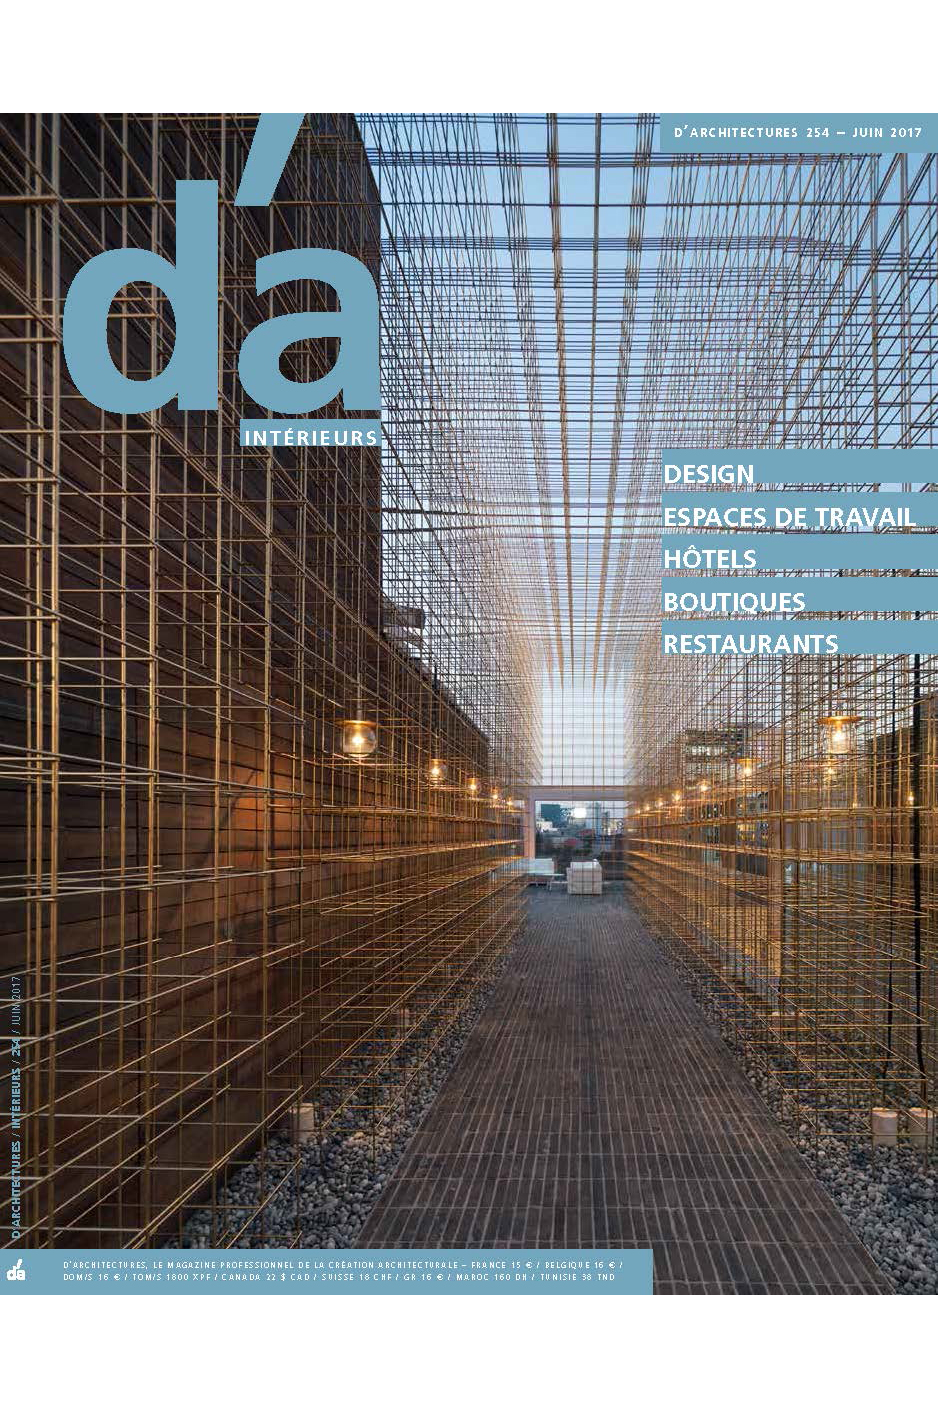 D'ARCHITECTURES 254 – JUIN 2017
d'a
INTÉRIEURS
DESIGN
ESPACES DE TRAVAIL
HÔTELS
BOUTIQUES
RESTAURANTS
D'ARCHITECTURES / INTÉRIEURS / 254 / JUIN 2017
d'a
D'ARCHITECTURES, LE MAGAZINE PROFESSIONNEL DE LA CRÉATION ARCHITECTURALE – FRANCE 15 € / BELGIQUE 16 € /
DOM/S 16 € / TOM/S 1800 XPF / CANADA 22 $ CAD / SUISSE 18 CHF / GR 16 € / MAROC 160 DH / TUNISIE 38 TND